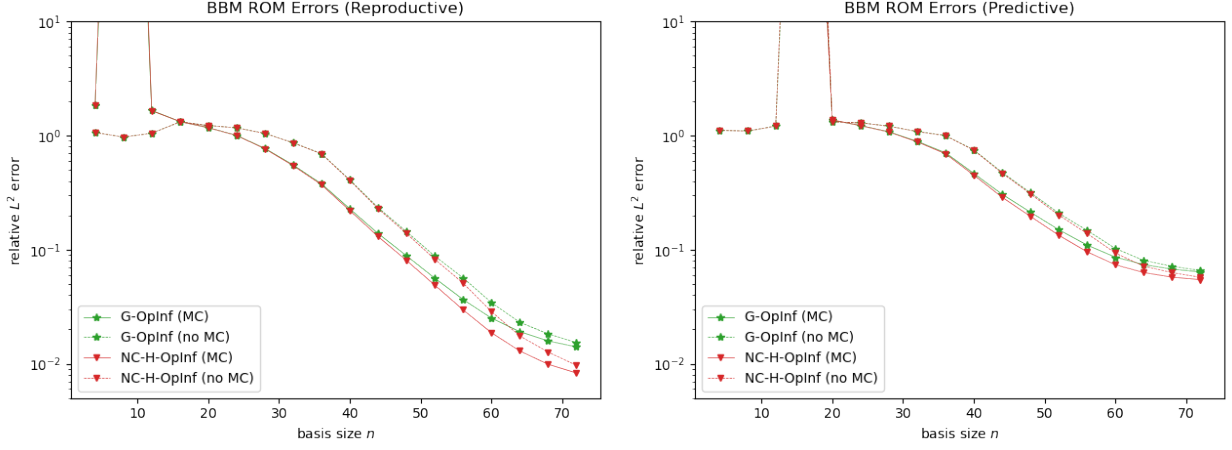 BBM ROM Errors (Reproductive)
10^1
10^0
10^-1
10^-2
relative L^2 error
G-OpInf (MC)
G-OpInf (no MC)
NC-H-OpInf (MC)
NC-H-OpInf (no MC)
10 20 30 40 50 60 70
basis size n
BBM ROM Errors (Predictive)
10^1
10^0
10^-1
10^-2
relative L^2 error
G-OpInf (MC)
G-OpInf (no MC)
NC-H-OpInf (MC)
NC-H-OpInf (no MC)
10 20 30 40 50 60 70
basis size n